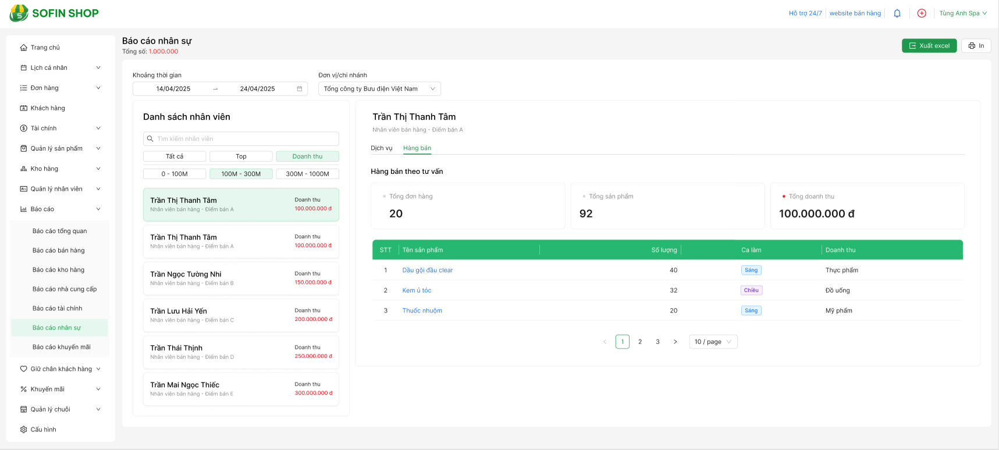 SOFIN SHOP
Hỗ trợ 24/7
website bán hàng
Tùng Anh Spa
Trang chủ
Lịch cá nhân
Đơn hàng
Khách hàng
Tài chính
Quản lý sản phẩm
Kho hàng
Quản lý nhân viên
Báo cáo
Báo cáo tổng quan
Báo cáo bán hàng
Báo cáo kho hàng
Báo cáo nhà cung cấp
Báo cáo tài chính
Báo cáo nhân sự
Báo cáo khuyến mãi
Giữ chân khách hàng
Khuyến mãi
Quản lý chuỗi
Cấu hình
Báo cáo nhân sự
Tổng số: 1.000.000
Xuất excel
In
Khoảng thời gian
14/04/2025 → 24/04/2025
Đơn vị/chi nhánh
Tổng công ty Bưu điện Việt Nam
Danh sách nhân viên
Tìm kiếm nhân viên
Tất cả Top Doanh thu
0 - 100M 100M - 300M 300M - 1000M
Trần Thị Thanh Tâm Doanh thu
Nhân viên bán hàng - Điểm bán A 100.000.000 đ
Trần Thị Thanh Tâm Doanh thu
Nhân viên bán hàng - Điểm bán A 100.000.000 đ
Trần Ngọc Tường Nhi Doanh thu
Nhân viên bán hàng - Điểm bán B 150.000.000 đ
Trần Lưu Hải Yến Doanh thu
Nhân viên bán hàng - Điểm bán C 200.000.000 đ
Trần Thái Thịnh Doanh thu
Nhân viên bán hàng - Điểm bán D 250.000.000 đ
Trần Mai Ngọc Thiếc Doanh thu
Nhân viên bán hàng - Điểm bán E 300.000.000 đ
Trần Thị Thanh Tâm
Nhân viên bán hàng - Điểm bán A
Dịch vụ Hàng bán
Hàng bán theo tư vấn
Tổng đơn hàng
20
Tổng sản phẩm
92
Tổng doanh thu
100.000.000 đ
STT Tên sản phẩm Số lượng Ca làm Doanh thu
1 Dầu gội đầu clear 40 Sáng Thực phẩm
2 Kem ủ tóc 32 Chiều Đồ uống
3 Thuốc nhuộm 20 Sáng Mỹ phẩm
< 1 2 3 > 10 / page